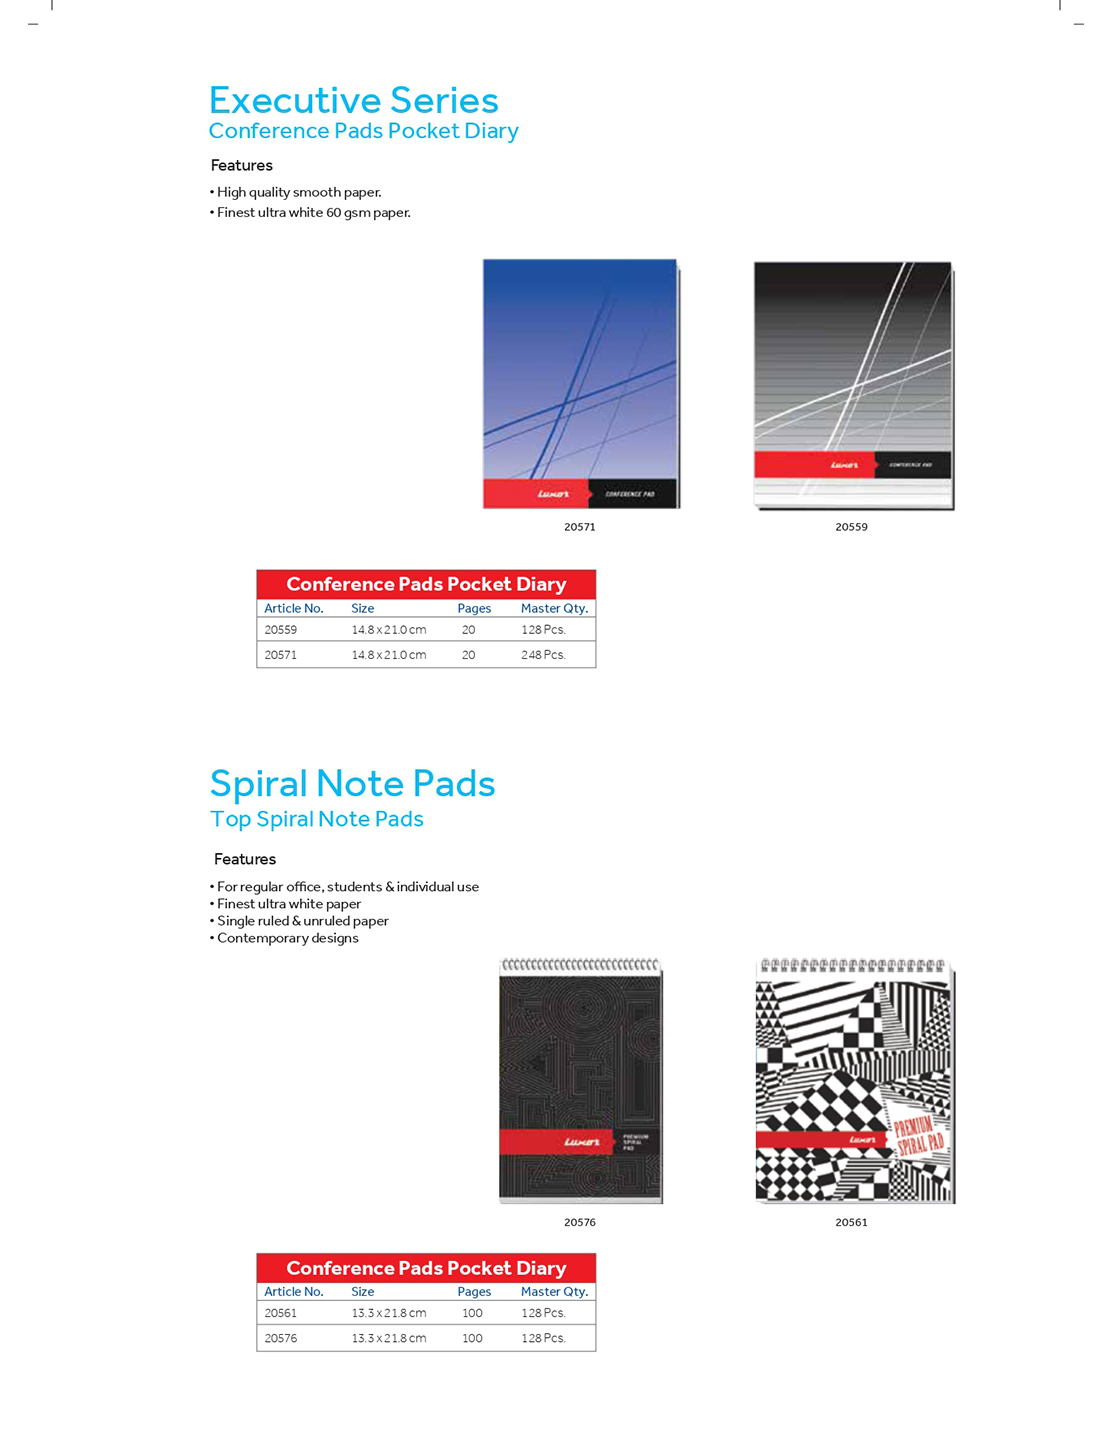 Executive Series
Conference Pads Pocket Diary
Features
• High quality smooth paper.
• Finest ultra white 60 gsm paper.
Luxor CONFERENCE PAD
Luxor CONFERENCE PAD
20571 20559
Conference Pads Pocket Diary
Article No. Size Pages Master Qty.
20559 14.8 x 21.0 cm 20 128 Pcs.
20571 14.8 x 21.0 cm 20 248 Pcs.
Spiral Note Pads
Top Spiral Note Pads
Features
• For regular office, students & individual use
• Finest ultra white paper
• Single ruled & unruled paper
• Contemporary designs
Luxor
PREMIUM
SPIRAL
PAD
Luxor
PREMIUM
SPIRAL PAD
20576 20561
Conference Pads Pocket Diary
Article No. Size Pages Master Qty.
20561 13.3 x 21.8 cm 100 128 Pcs.
20576 13.3 x 21.8 cm 100 128 Pcs.